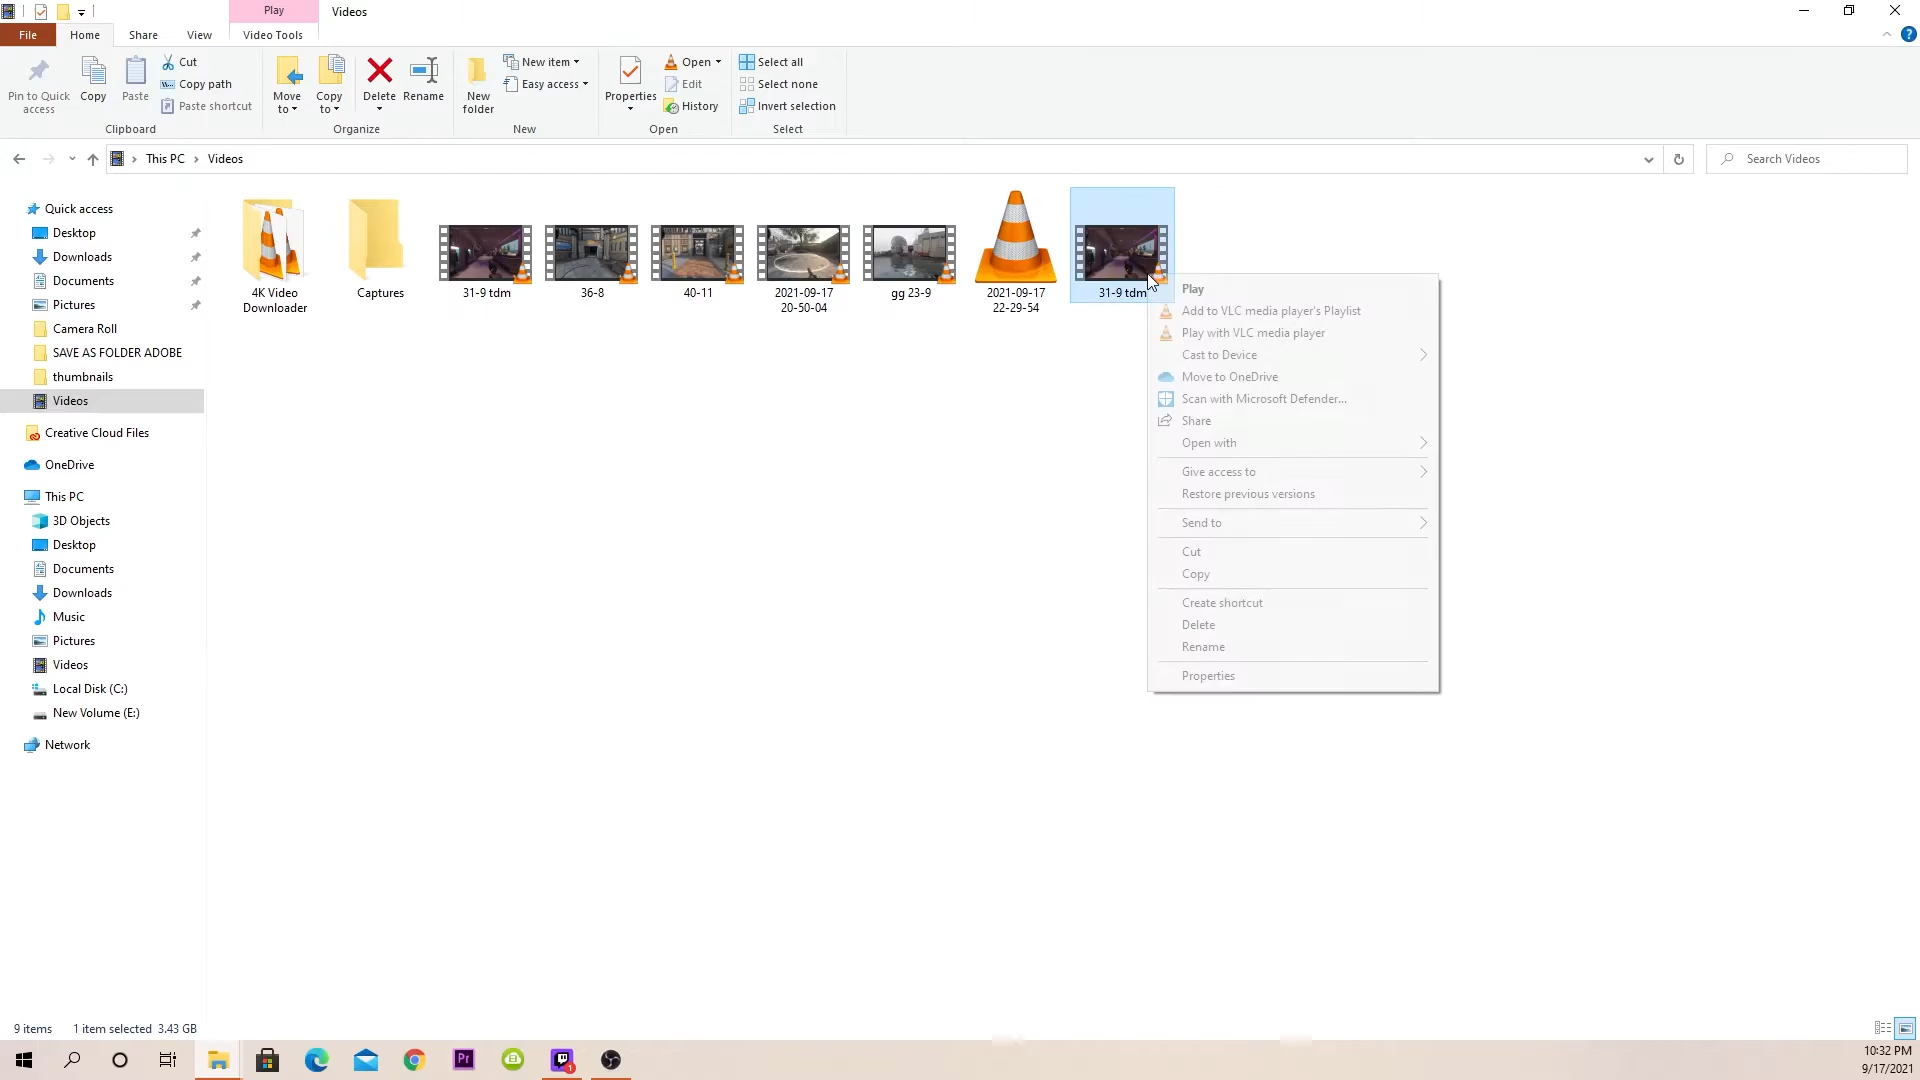 Play
Videos
File
Home
Share
View
Video Tools
Pin to Quick
access
Copy
Paste
Cut
Copy path
Paste shortcut
Clipboard
Move
to
Copy
to
Delete
Rename
Organize
New
folder
New item
Easy access
New
Properties
Open
Edit
History
Open
Select all
Select none
Invert selection
Select
This PC
Videos
Search Videos
Quick access
Desktop
Downloads
Documents
Pictures
Camera Roll
SAVE AS FOLDER ADOBE
thumbnails
Videos
Creative Cloud Files
OneDrive
This PC
3D Objects
Desktop
Documents
Downloads
Music
Pictures
Videos
Local Disk (C:)
New Volume (E:)
Network
4K Video
Downloader
Captures
31-9 tdm
36-8
40-11
2021-09-17
20-50-04
gg 23-9
2021-09-17
22-29-54
31-9 tdm
Play
Add to VLC media player's Playlist
Play with VLC media player
Cast to Device
Move to OneDrive
Scan with Microsoft Defender...
Share
Open with
Give access to
Restore previous versions
Send to
Cut
Copy
Create shortcut
Delete
Rename
Properties
9 items
1 item selected 3.43 GB
Pr
1
10:32 PM
9/17/2021